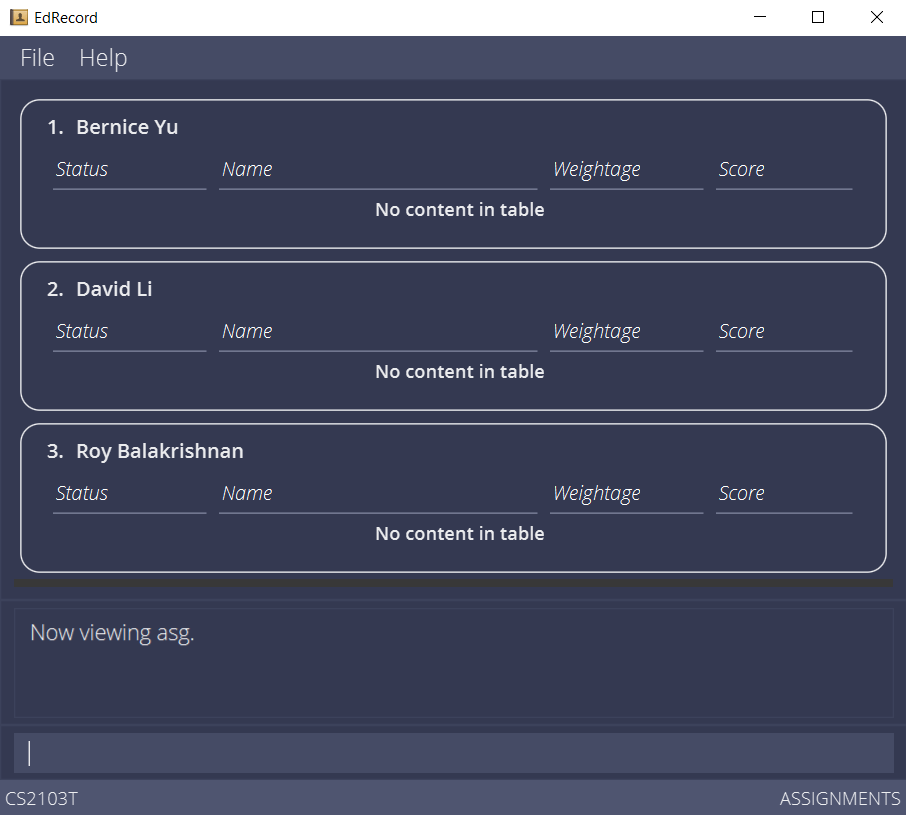 EdRecord
File Help
1. Bernice Yu
Status Name Weightage Score
No content in table
2. David Li
Status Name Weightage Score
No content in table
3. Roy Balakrishnan
Status Name Weightage Score
No content in table
Now viewing asg.
CS2103T ASSIGNMENTS